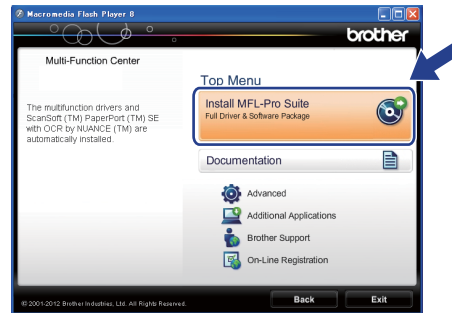 Macromedia Flash Player 8
brother
Multi-Function Center
Top Menu
The multifunction drivers and
ScanSoft (TM) PaperPort (TM) SE
with OCR by NUANCE (TM) are
automatically installed.
Install MFL-Pro Suite
Full Driver & Software Package
Documentation
Advanced
Additional Applications
Brother Support
On-Line Registration
© 2001-2012 Brother Industries, Ltd. All Rights Reserved.
Back
Exit